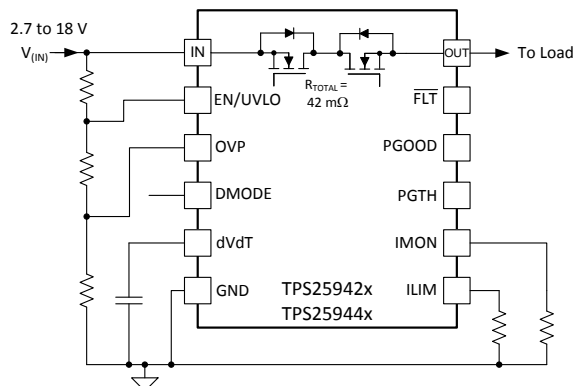 2.7 to 18 V
V(IN)
IN
OUT
To Load
RTOTAL =
42 mΩ
EN/UVLO
FLT
OVP
PGOOD
DMODE
PGTH
dVdT
IMON
GND
ILIM
TPS25942x
TPS25944x